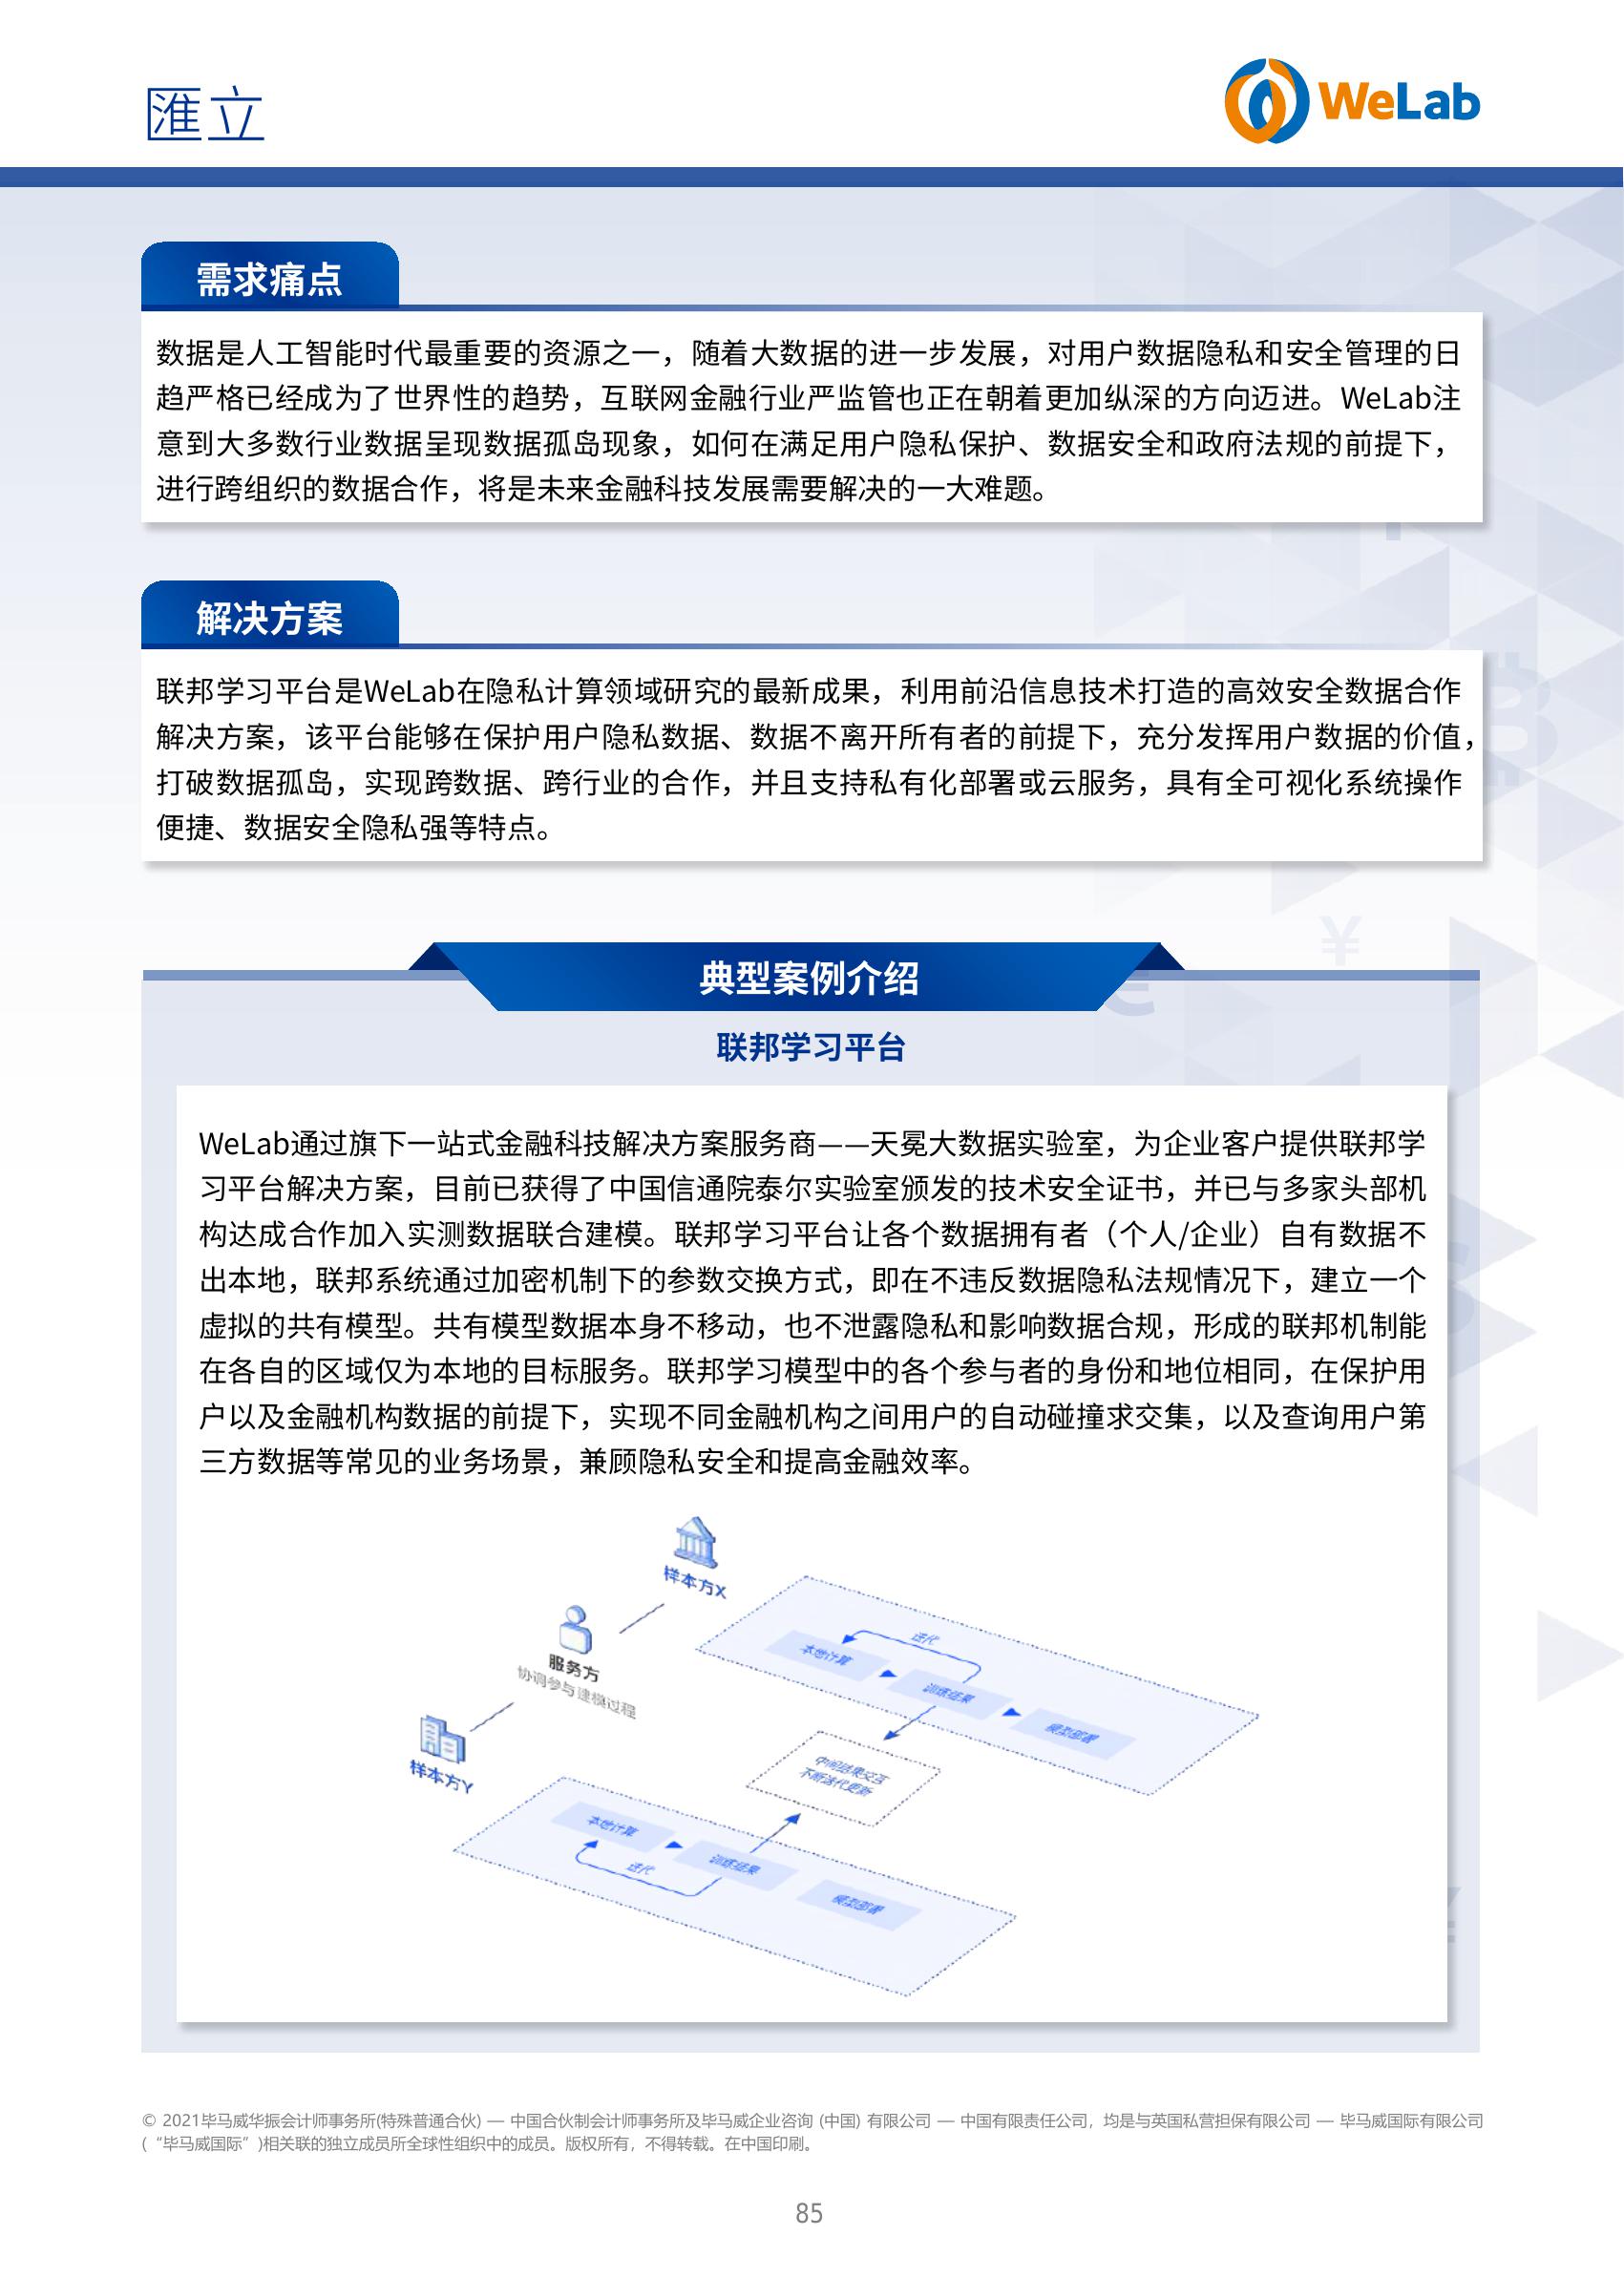 匯立
WeLab
需求痛点
数据是人工智能时代最重要的资源之一，随着大数据的进一步发展，对用户数据隐私和安全管理的日
趋严格已经成为了世界性的趋势，互联网金融行业严监管也正在朝着更加纵深的方向迈进。WeLab注
意到大多数行业数据呈现数据孤岛现象，如何在满足用户隐私保护、数据安全和政府法规的前提下，
进行跨组织的数据合作，将是未来金融科技发展需要解决的一大难题。
解决方案
联邦学习平台是WeLab在隐私计算领域研究的最新成果，利用前沿信息技术打造的高效安全数据合作
解决方案，该平台能够在保护用户隐私数据、数据不离开所有者的前提下，充分发挥用户数据的价值，
打破数据孤岛，实现跨数据、跨行业的合作，并且支持私有化部署或云服务，具有全可视化系统操作
便捷、数据安全隐私强等特点。
典型案例介绍
联邦学习平台
WeLab通过旗下一站式金融科技解决方案服务商——天冕大数据实验室，为企业客户提供联邦学
习平台解决方案，目前已获得了中国信通院泰尔实验室颁发的技术安全证书，并已与多家头部机
构达成合作加入实测数据联合建模。联邦学习平台让各个数据拥有者（个人/企业）自有数据不
出本地，联邦系统通过加密机制下的参数交换方式，即在不违反数据隐私法规情况下，建立一个
虚拟的共有模型。共有模型数据本身不移动，也不泄露隐私和影响数据合规，形成的联邦机制能
在各自的区域仅为本地的目标服务。联邦学习模型中的各个参与者的身份和地位相同，在保护用
户以及金融机构数据的前提下，实现不同金融机构之间用户的自动碰撞求交集，以及查询用户第
三方数据等常见的业务场景，兼顾隐私安全和提高金融效率。
样本方X
服务方
协调参与建模过程
样本方Y
迭代
本地计算
训练结果
模型部署
中间结果交互
不断迭代更新
本地计算
训练结果
迭代
模型部署
© 2021毕马威华振会计师事务所(特殊普通合伙) — 中国合伙制会计师事务所及毕马威企业咨询 (中国) 有限公司 — 中国有限责任公司，均是与英国私营担保有限公司 — 毕马威国际有限公司
(“毕马威国际”)相关联的独立成员所全球性组织中的成员。版权所有，不得转载。在中国印刷。
85